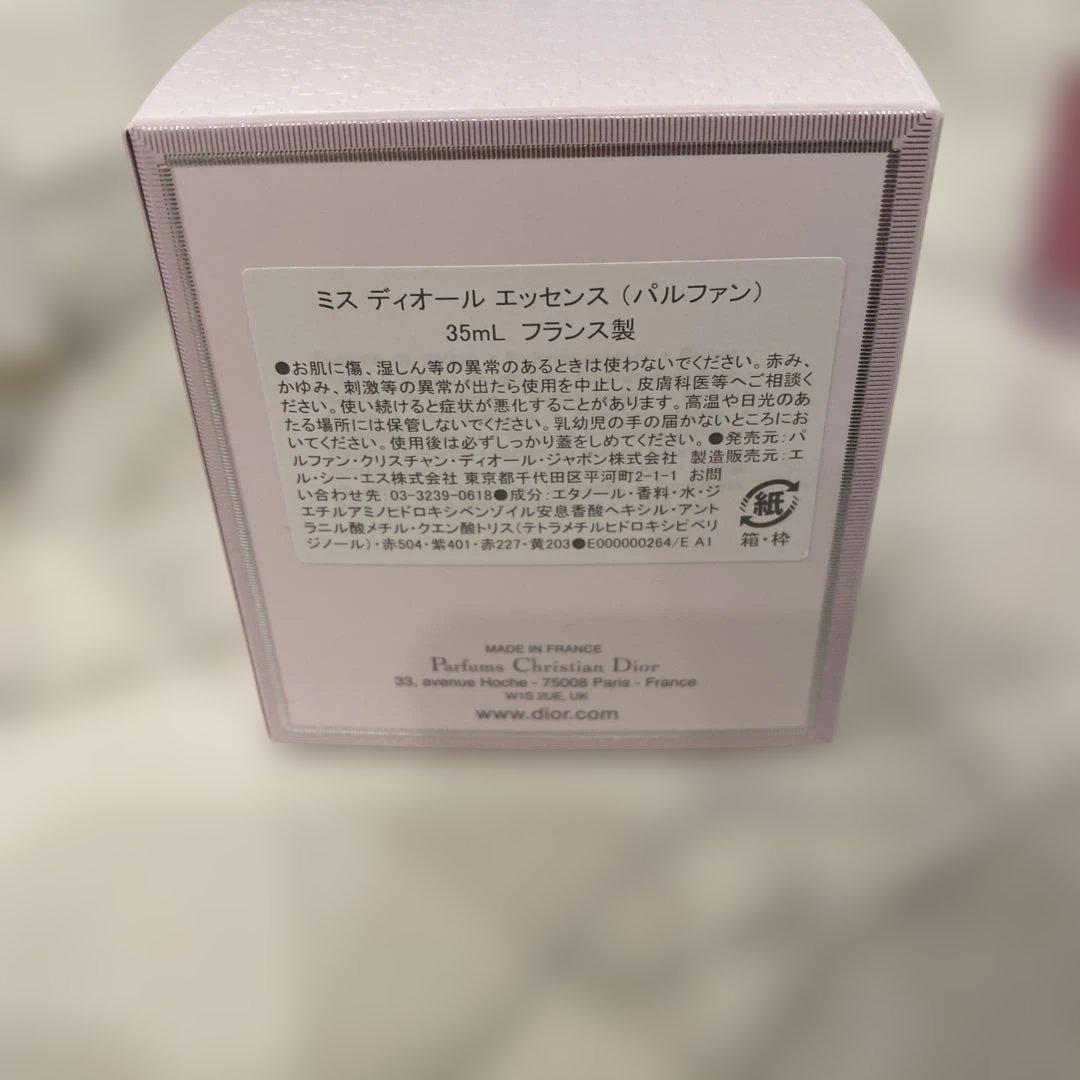 ミス ディオール エッセンス（パルファン）
35mL フランス製
●お肌に傷、湿しん等の異常のあるときは使わないでください。赤み、
かゆみ、刺激等の異常が出たら使用を中止し、皮膚科医等へご相談く
ださい。使い続けると症状が悪化することがあります。高温や日光のあ
たる場所には保管しないでください。乳幼児の手の届かないところにお
いてください。使用後は必ずしっかり蓋をしめてください。●発売元：パ
ルファン・クリスチャン・ディオール・ジャポン株式会社 製造販売元：エ
ル・シー・エス株式会社 東京都千代田区平河町2-1-1 お問
い合わせ先：03-3239-0618●成分：エタノール・香料・水・ジ
エチルアミノヒドロキシベンゾイル安息香酸ヘキシル・アント
ラニル酸メチル・クエン酸トリス（テトラメチルヒドロキシピペリ
ジノール）・赤504・紫401・赤227・黄203●E000000264/E A1
紙
箱・枠
MADE IN FRANCE
Parfums Christian Dior
33, avenue Hoche - 75008 Paris - France
W1S 2UE, UK
www.dior.com